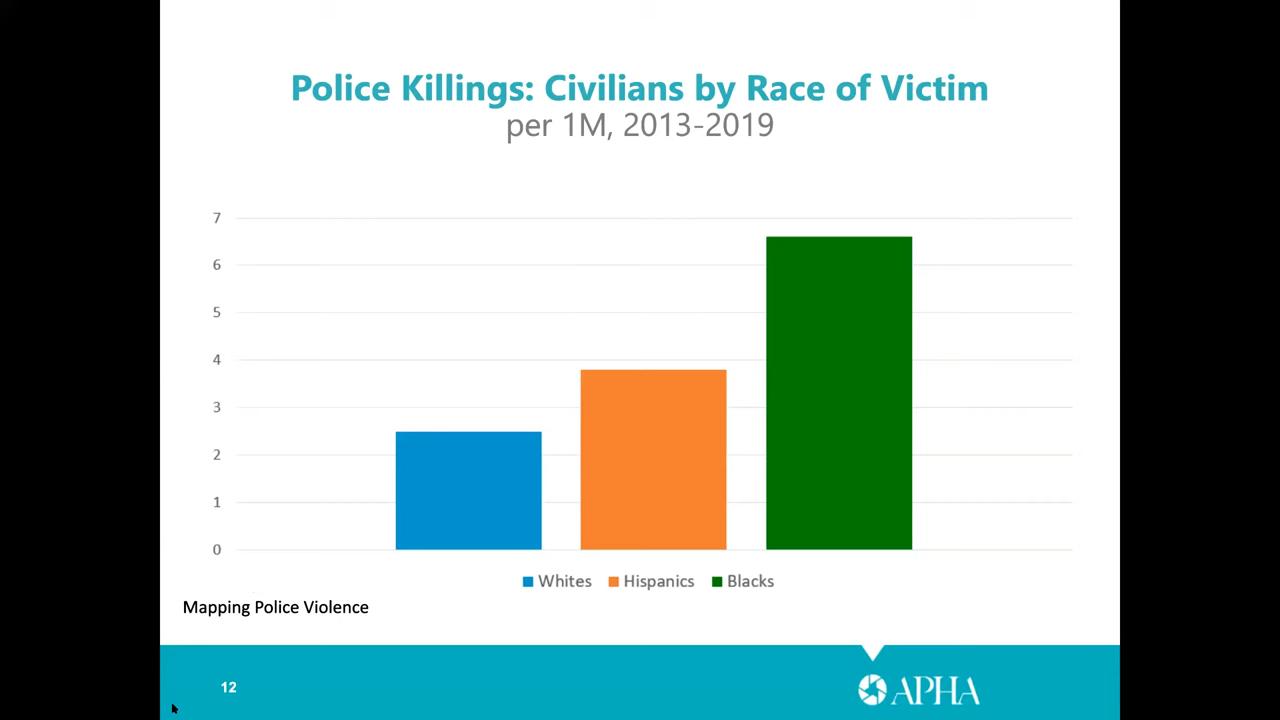 Police Killings: Civilians by Race of Victim
per 1M, 2013-2019
7
6
5
4
3
2
1
0
Whites Hispanics Blacks
Mapping Police Violence
12
APHA